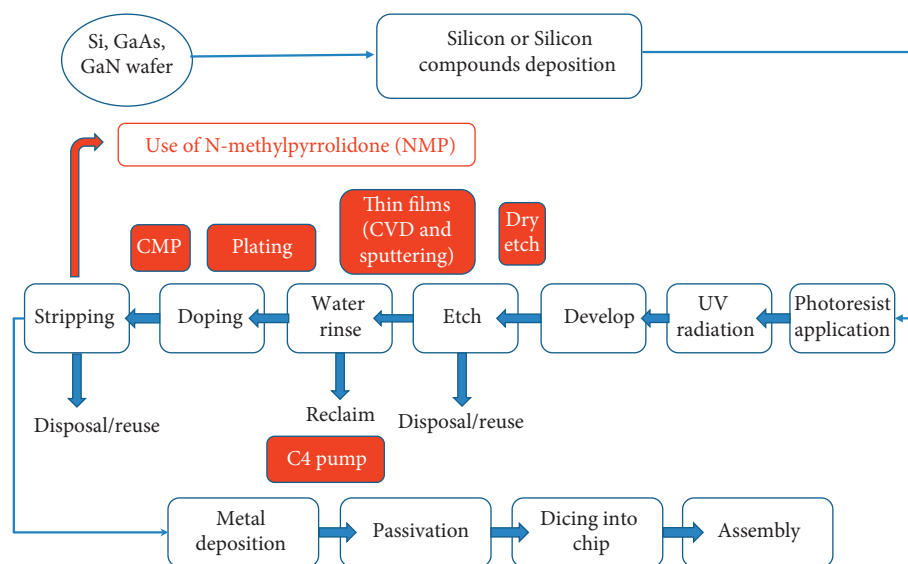 Si, GaAs,
GaN wafer
Silicon or Silicon
compounds deposition
Use of N-methylpyrrolidone (NMP)
CMP
Plating
Thin films
(CVD and
sputtering)
Dry
etch
Stripping
Doping
Water
rinse
Etch
Develop
UV
radiation
Photoresist
application
Disposal/reuse
Reclaim
Disposal/reuse
C4 pump
Metal
deposition
Passivation
Dicing into
chip
Assembly